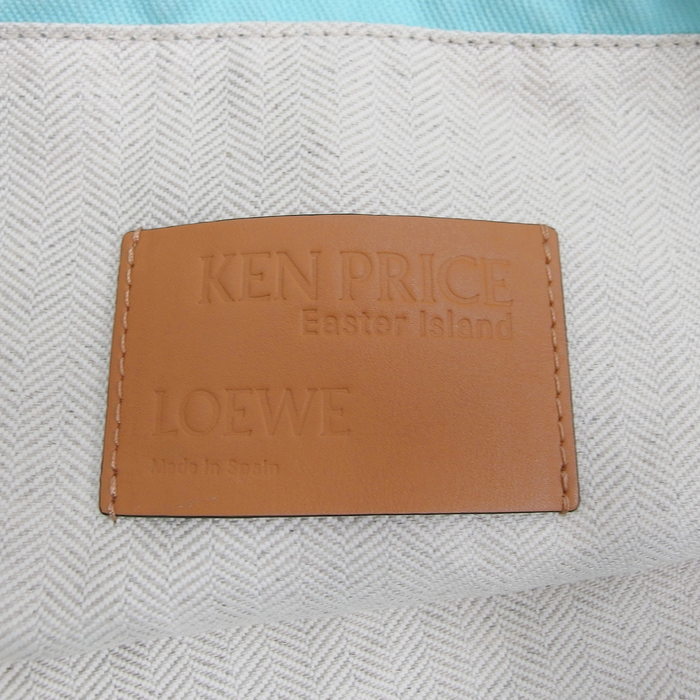 KEN PRICE
Easter Island
LOEWE
Made in Spain